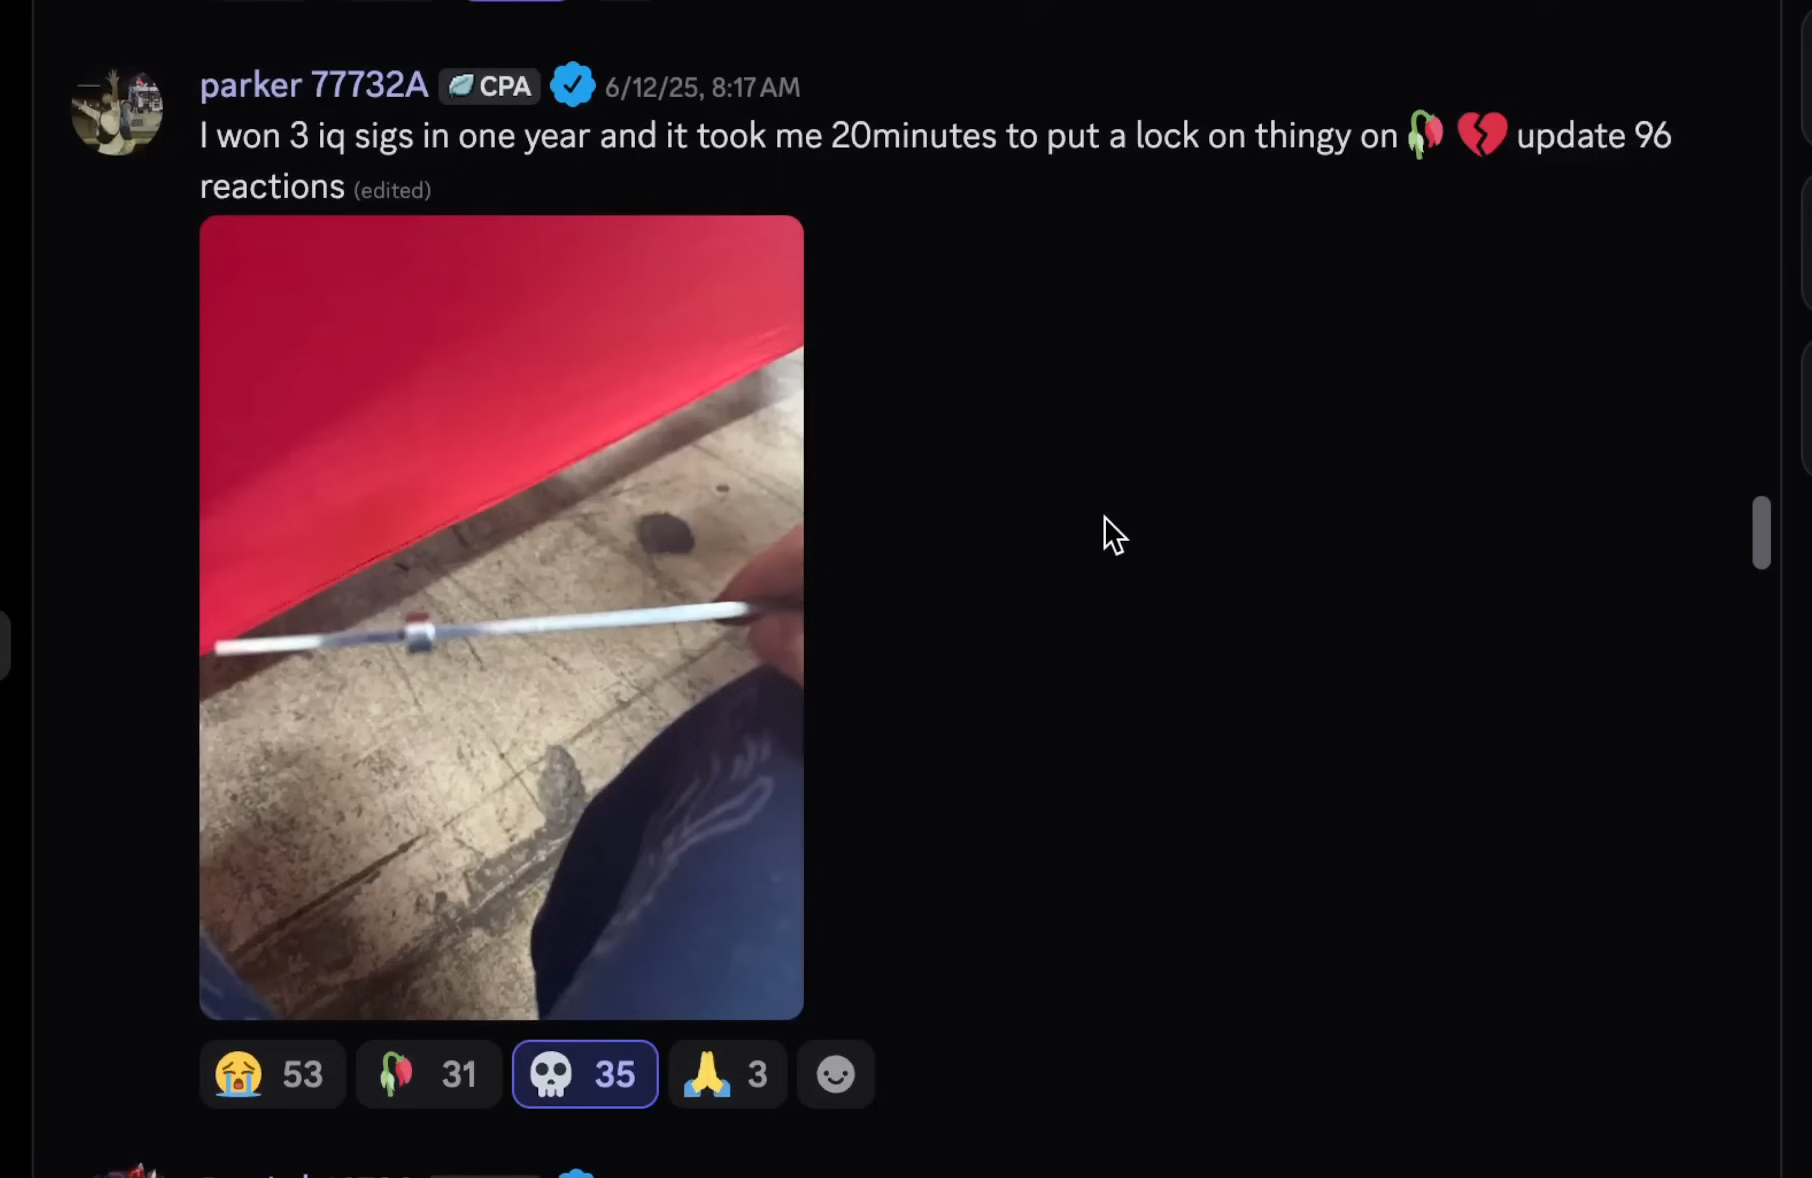 parker 77732A CPA 6/12/25, 8:17 AM
I won 3 iq sigs in one year and it took me 20minutes to put a lock on thingy on 🥀 💔 update 96
reactions (edited)
😭 53 🥀 31 💀 35 🙏 3